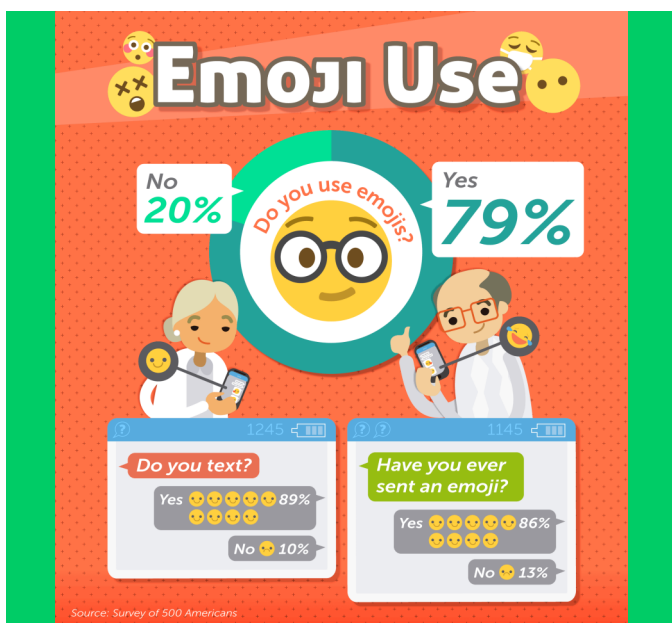 Emoji Use
Do you use emojis?
No
20%
Yes
79%
1245
Do you text?
Yes 89%
No 10%
1145
Have you ever
sent an emoji?
Yes 86%
No 13%
Source: Survey of 500 Americans